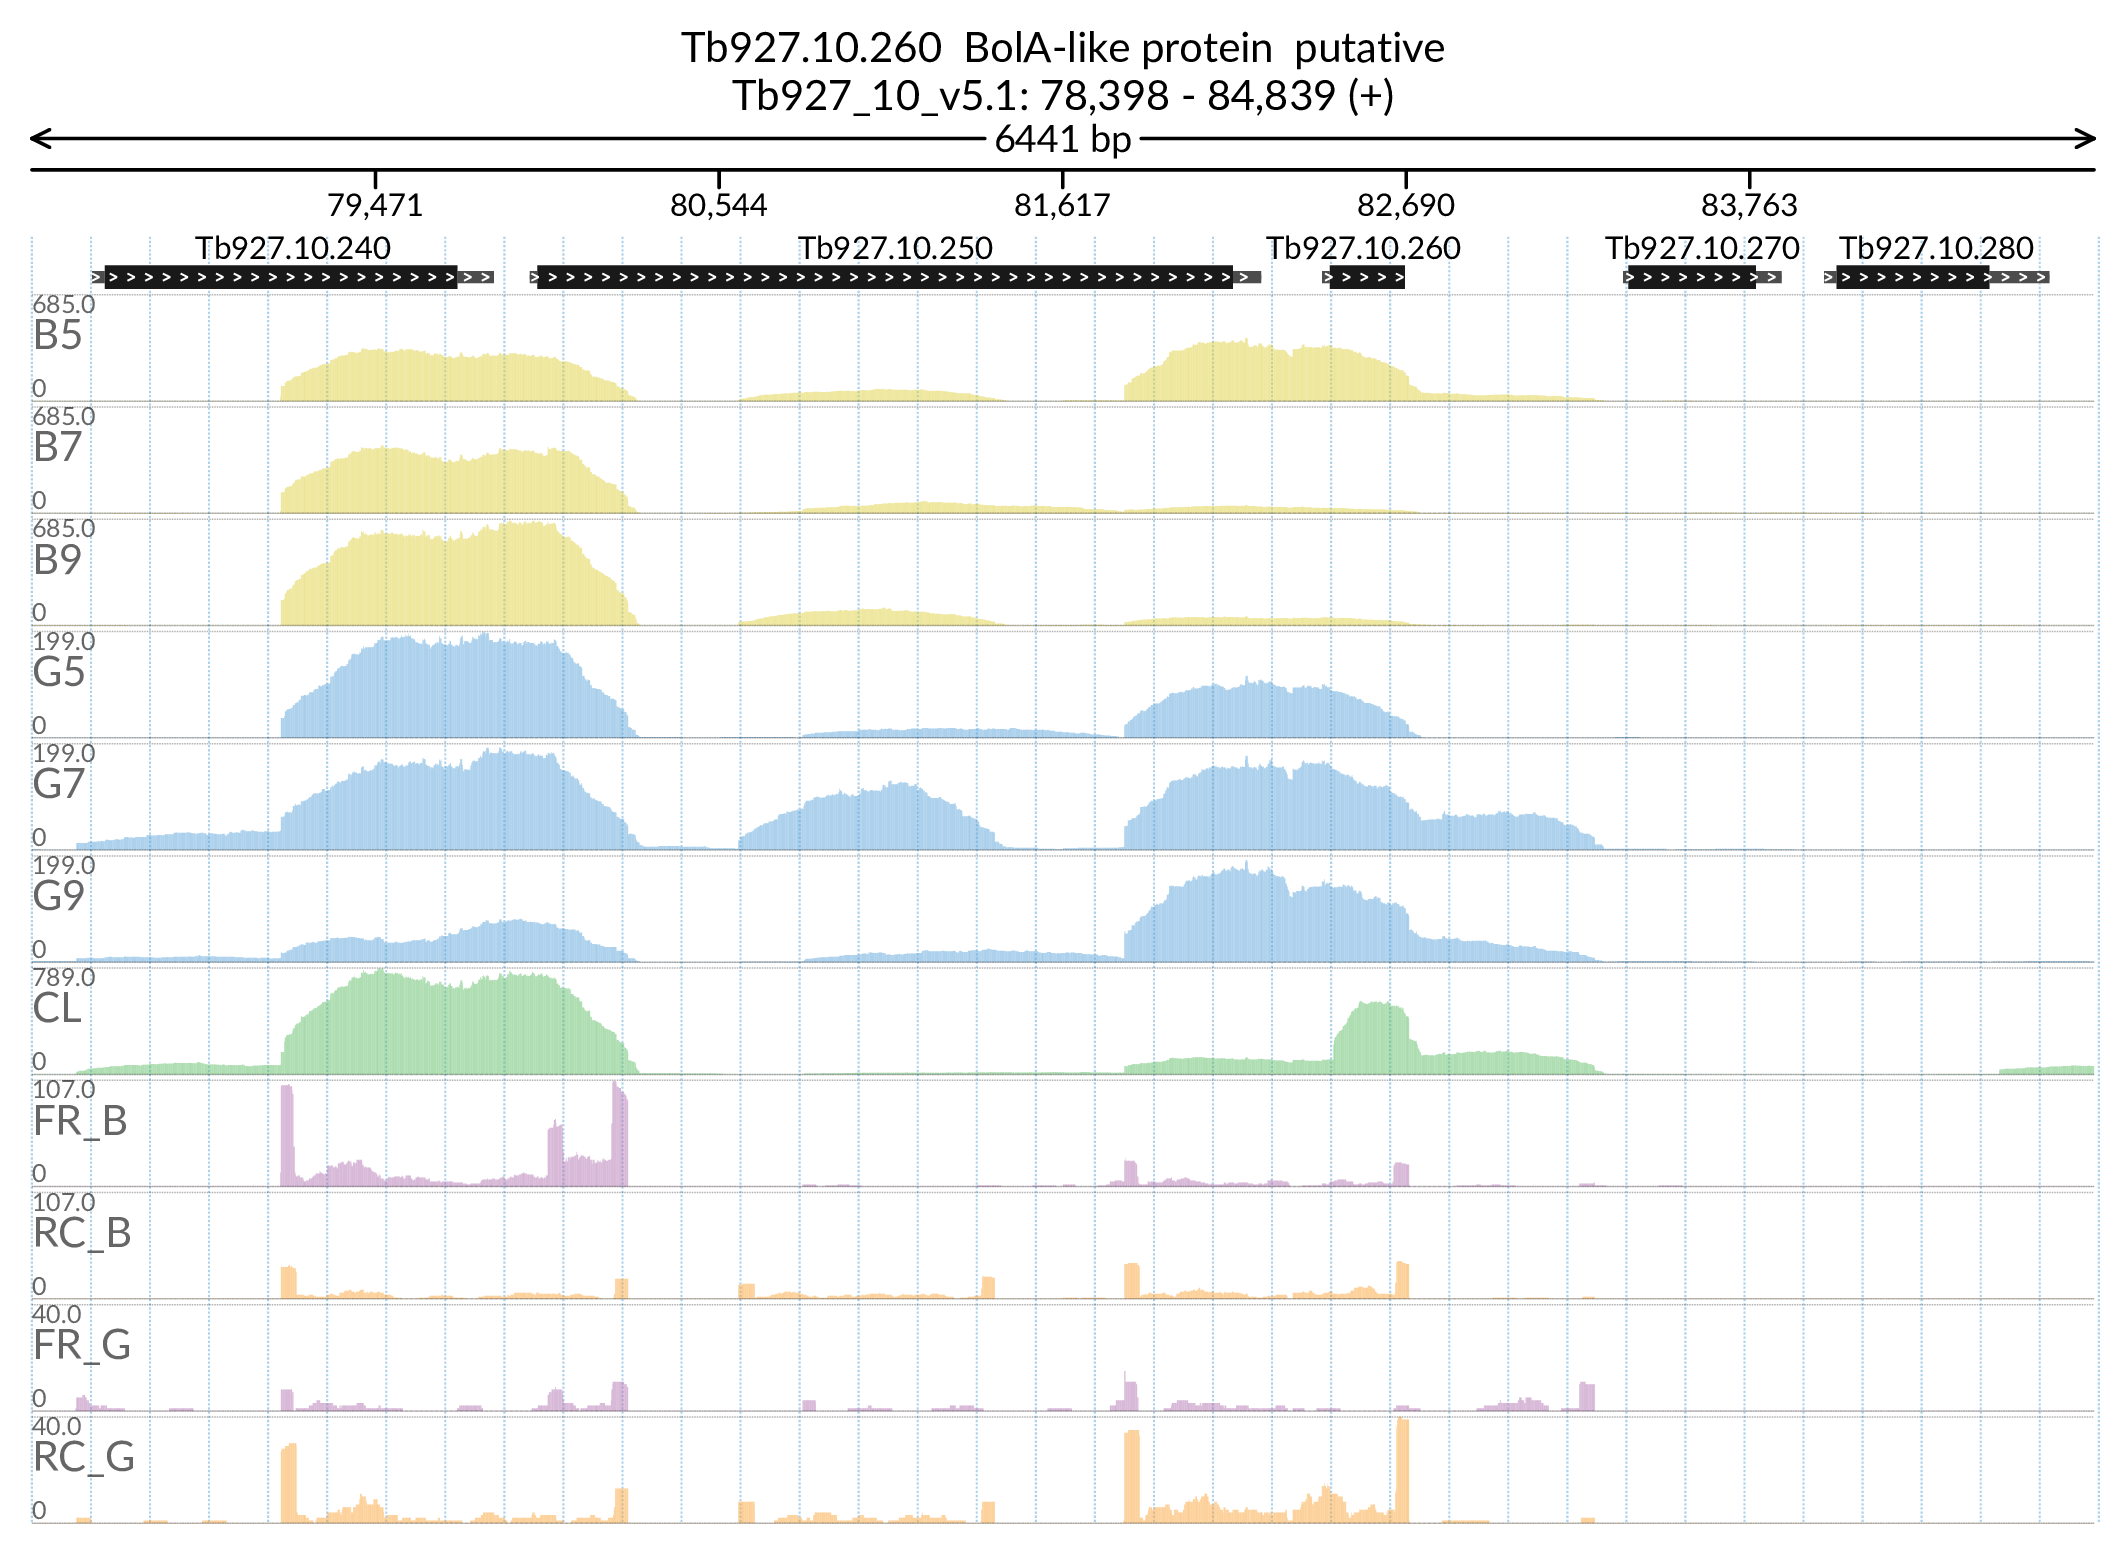 Tb927.10.260 BolA-like protein putative
Tb927_10_v5.1: 78,398 - 84,839 (+)
6441 bp
79,471 80,544 81,617 82,690 83,763
Tb927.10.240 Tb927.10.250 Tb927.10.260 Tb927.10.270 Tb927.10.280
685.0
B5
0
685.0
B7
0
685.0
B9
0
199.0
G5
0
199.0
G7
0
199.0
G9
0
789.0
CL
0
107.0
FR_B
0
107.0
RC_B
0
40.0
FR_G
0
40.0
RC_G
0